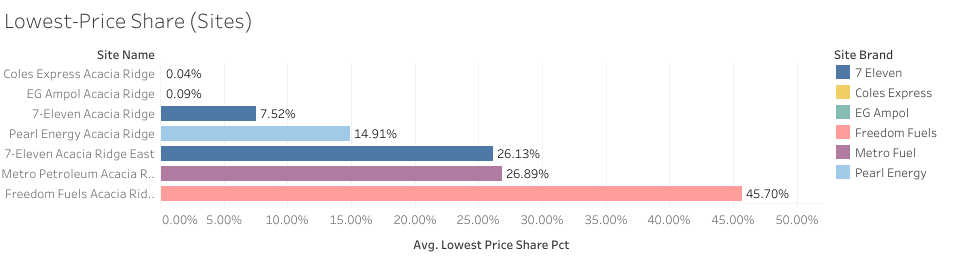 Lowest-Price Share (Sites)
Site Name
Coles Express Acacia Ridge 0.04%
EG Ampol Acacia Ridge 0.09%
7-Eleven Acacia Ridge 7.52%
Pearl Energy Acacia Ridge 14.91%
7-Eleven Acacia Ridge East 26.13%
Metro Petroleum Acacia R.. 26.89%
Freedom Fuels Acacia Rid.. 45.70%
0.00% 5.00% 10.00% 15.00% 20.00% 25.00% 30.00% 35.00% 40.00% 45.00% 50.00%
Avg. Lowest Price Share Pct
Site Brand
7 Eleven
Coles Express
EG Ampol
Freedom Fuels
Metro Fuel
Pearl Energy